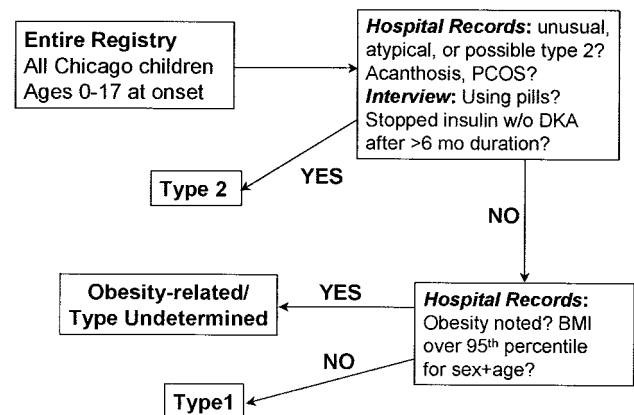 Entire Registry
All Chicago children
Ages 0-17 at onset
Hospital Records: unusual,
atypical, or possible type 2?
Acanthosis, PCOS?
Interview: Using pills?
Stopped insulin w/o DKA
after >6 mo duration?
YES
Type 2
NO
Hospital Records:
Obesity noted? BMI
over 95th percentile
for sex+age?
YES
Obesity-related/
Type Undetermined
NO
Type1